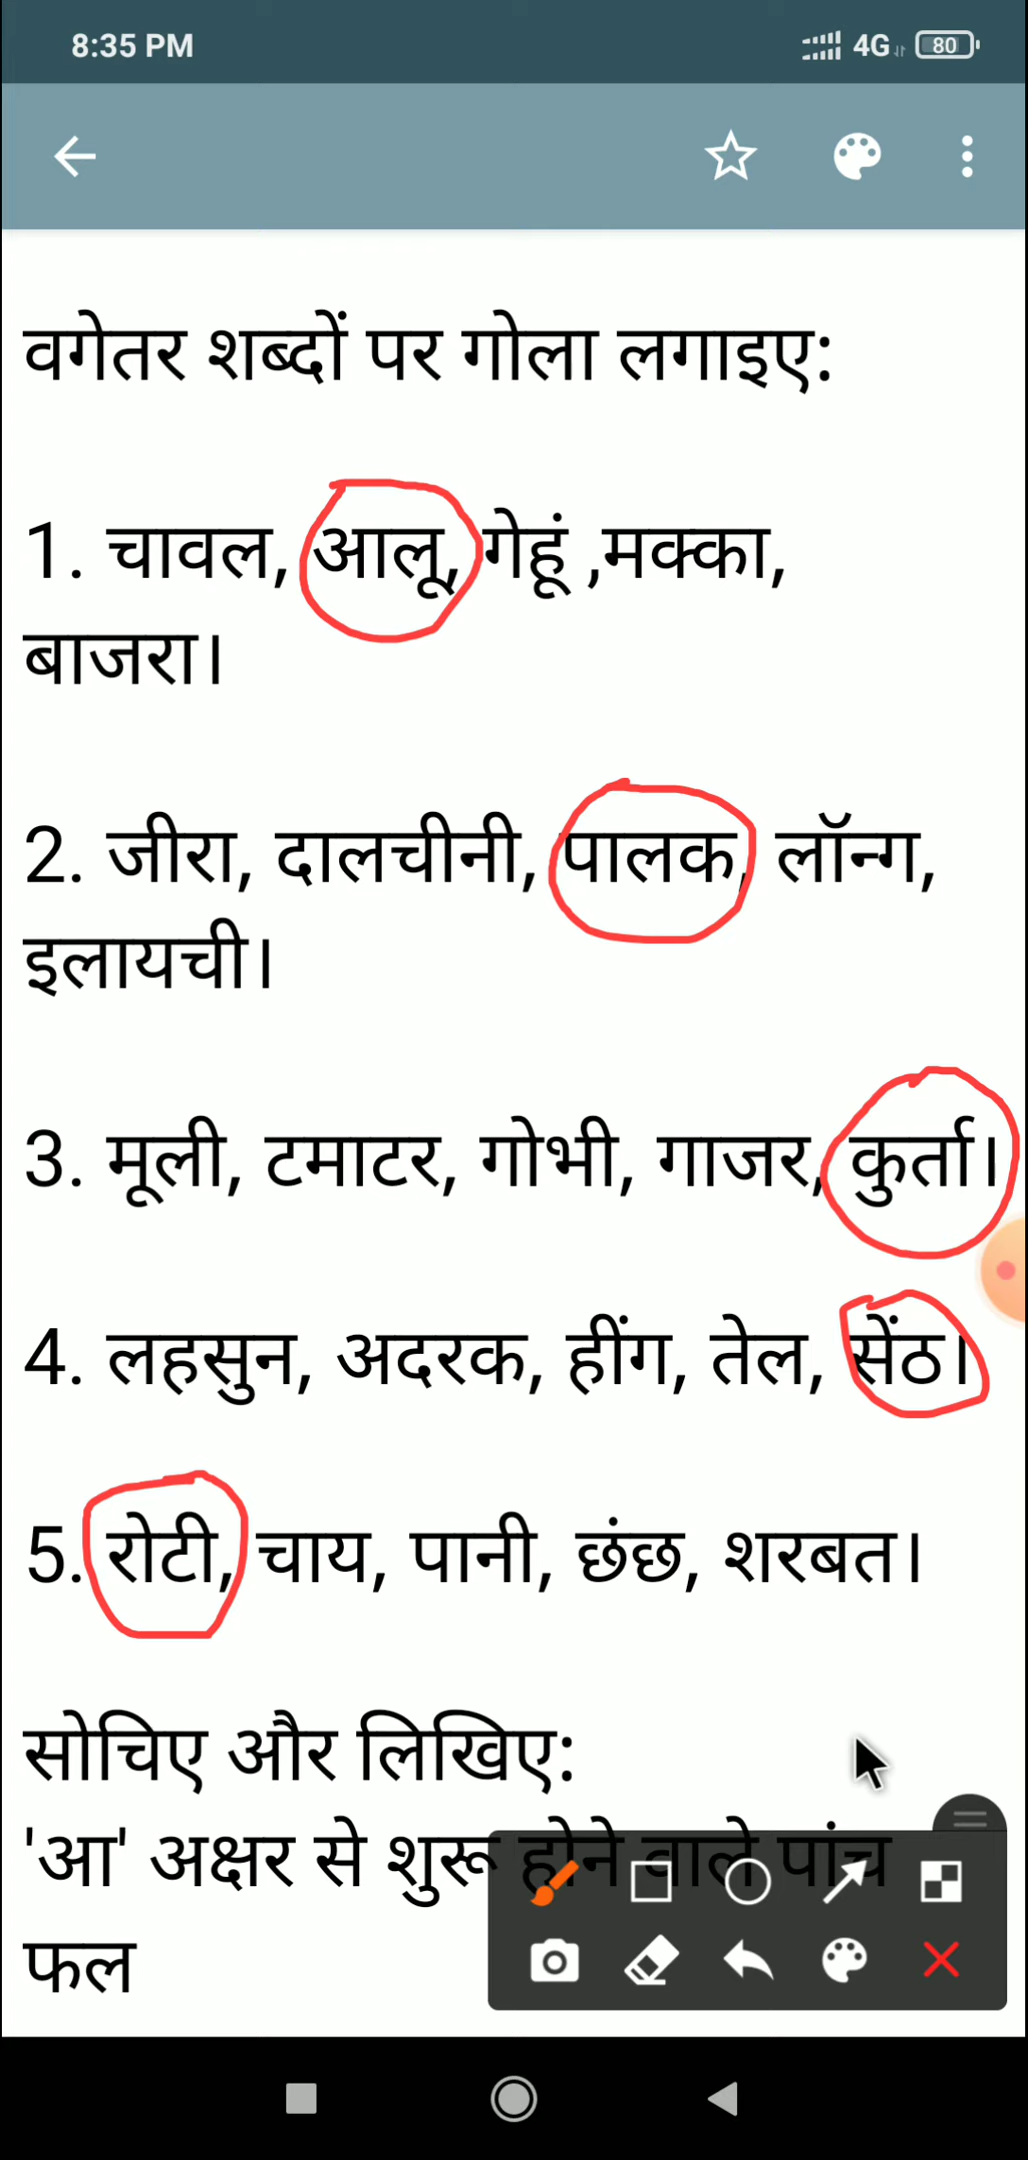 8:35 PM 4G 80
वगेतर शब्दों पर गोला लगाइए:
1. चावल, आलू, गेहूं ,मक्का,
बाजरा।
2. जीरा, दालचीनी, पालक, लॉन्ग,
इलायची।
3. मूली, टमाटर, गोभी, गाजर, कुर्ता।
4. लहसुन, अदरक, हींग, तेल, सेंठ।
5. रोटी, चाय, पानी, छंछ, शरबत।
सोचिए और लिखिए:
'आ' अक्षर से शुरू होने वाले पांच
फल